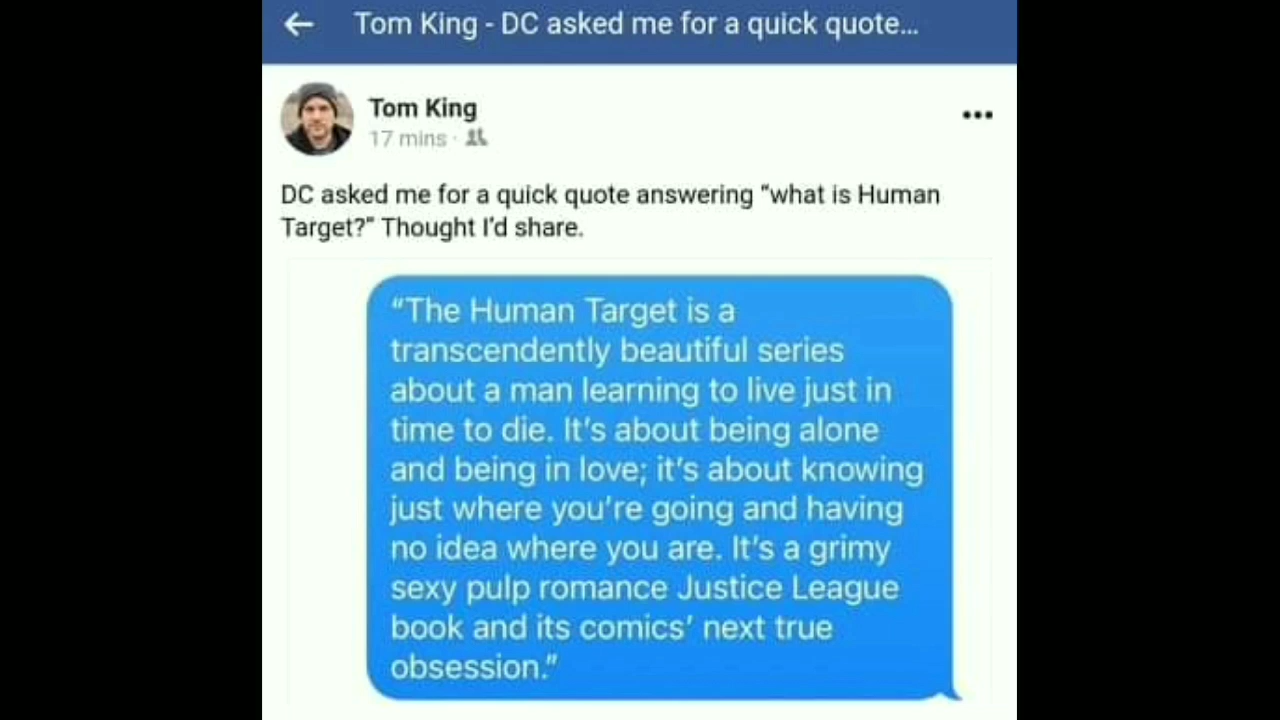 Tom King - DC asked me for a quick quote...
Tom King
17 mins ·
DC asked me for a quick quote answering “what is Human
Target?” Thought I’d share.
“The Human Target is a
transcendently beautiful series
about a man learning to live just in
time to die. It’s about being alone
and being in love; it’s about knowing
just where you’re going and having
no idea where you are. It’s a grimy
sexy pulp romance Justice League
book and its comics’ next true
obsession.”